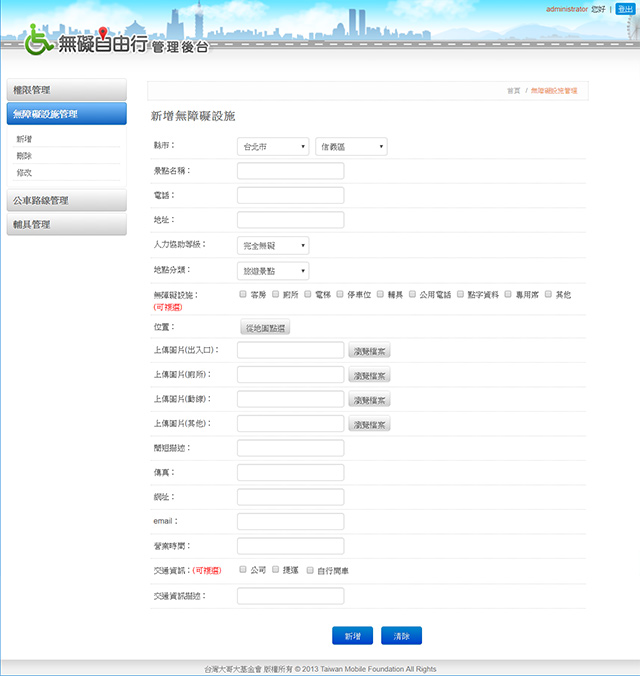 administrator 您好 | 登出
無礙自由行 管理後台
權限管理
無障礙設施管理
新增
刪除
修改
公車路線管理
輔具管理
首頁 / 無障礙設施管理
新增無障礙設施
縣市： 台北市 信義區
景點名稱：
電話：
地址：
人力協助等級： 完全無礙
地點分類： 旅遊景點
無障礙設施： 客房 廁所 電梯 停車位 輔具 公用電話 點字資料 專用席 其他
(可複選)
位置： 從地圖點選
上傳圖片(出入口)： 瀏覽檔案
上傳圖片(廁所)： 瀏覽檔案
上傳圖片(動線)： 瀏覽檔案
上傳圖片(其他)： 瀏覽檔案
簡短描述：
傳真：
網址：
email：
營業時間：
交通資訊：(可複選) 公司 捷運 自行開車
交通資訊描述：
新增 清除
台灣大哥大基金會 版權所有 © 2013 Taiwan Mobile Foundation All Rights